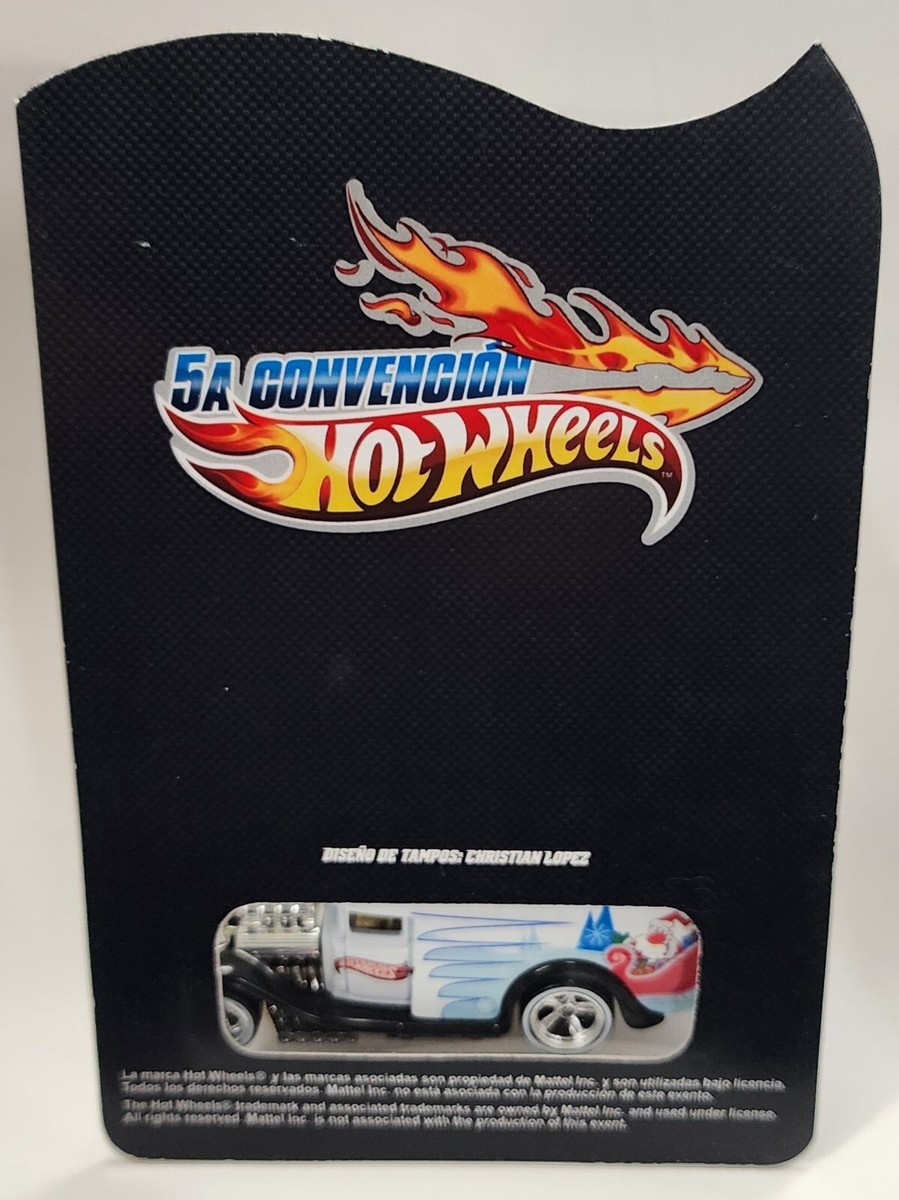 5A CONVENCIÓN
HOT WHEELS™
DISEÑO DE TAMPOS: CHRISTIAN LOPEZ
HOT WHEELS
La marca Hot Wheels® y las marcas asociadas son propiedad de Mattel Inc. y son utilizadas bajo licencia.
Todos los derechos reservados. Mattel Inc. no está asociada con la producción de este evento.
The Hot Wheels® trademark and associated trademarks are owned by Mattel Inc. and used under license.
All rights reserved. Mattel Inc. is not associated with the production of this event.